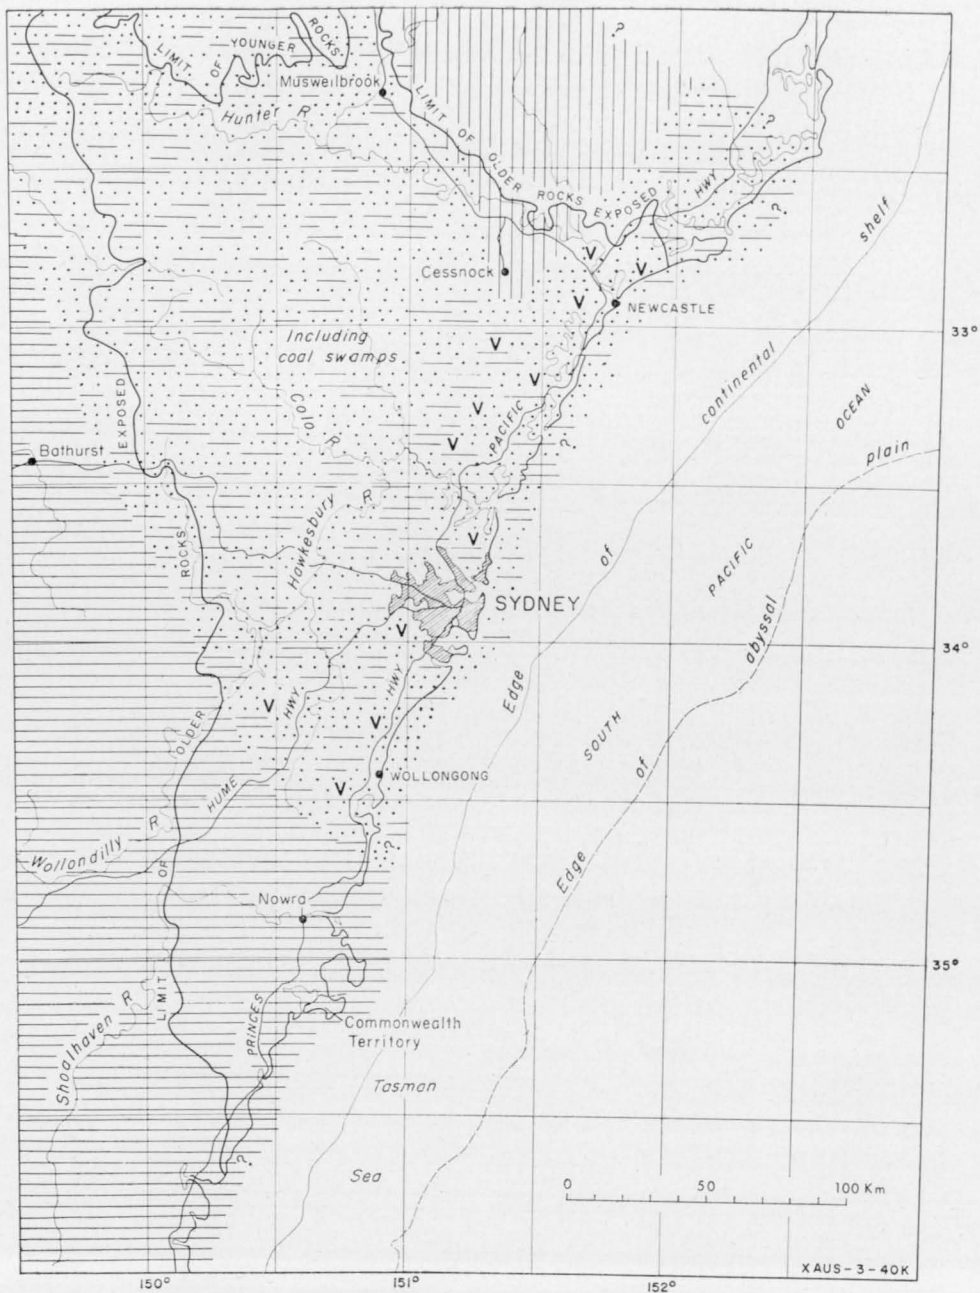 LIMIT OF YOUNGER ROCKS
Muswellbrook
Hunter R
LIMIT OF OLDER ROCKS EXPOSED
HWY
shelf
Cessnock
V
V
V
NEWCASTLE
33°
Including
coal swamps
V
V
V
V
continental
OCEAN
EXPOSED
Colo R
PACIFIC
plain
Bathurst
Hawkesbury R
V
of
PACIFIC
ROCKS
SYDNEY
abyssal
V
34°
HWY
Edge
V
V
SOUTH
OLDER
HWY
of
WOLLONGONG
HUME
V
Wollondilly R
OF
Edge
Nowra
35°
LIMIT
Shoalhaven R
PRINCES
Commonwealth
Territory
Tasman
Sea
0 50 100 Km
XAUS-3-40K
150° 151° 152°
?
?
?
?
?
?